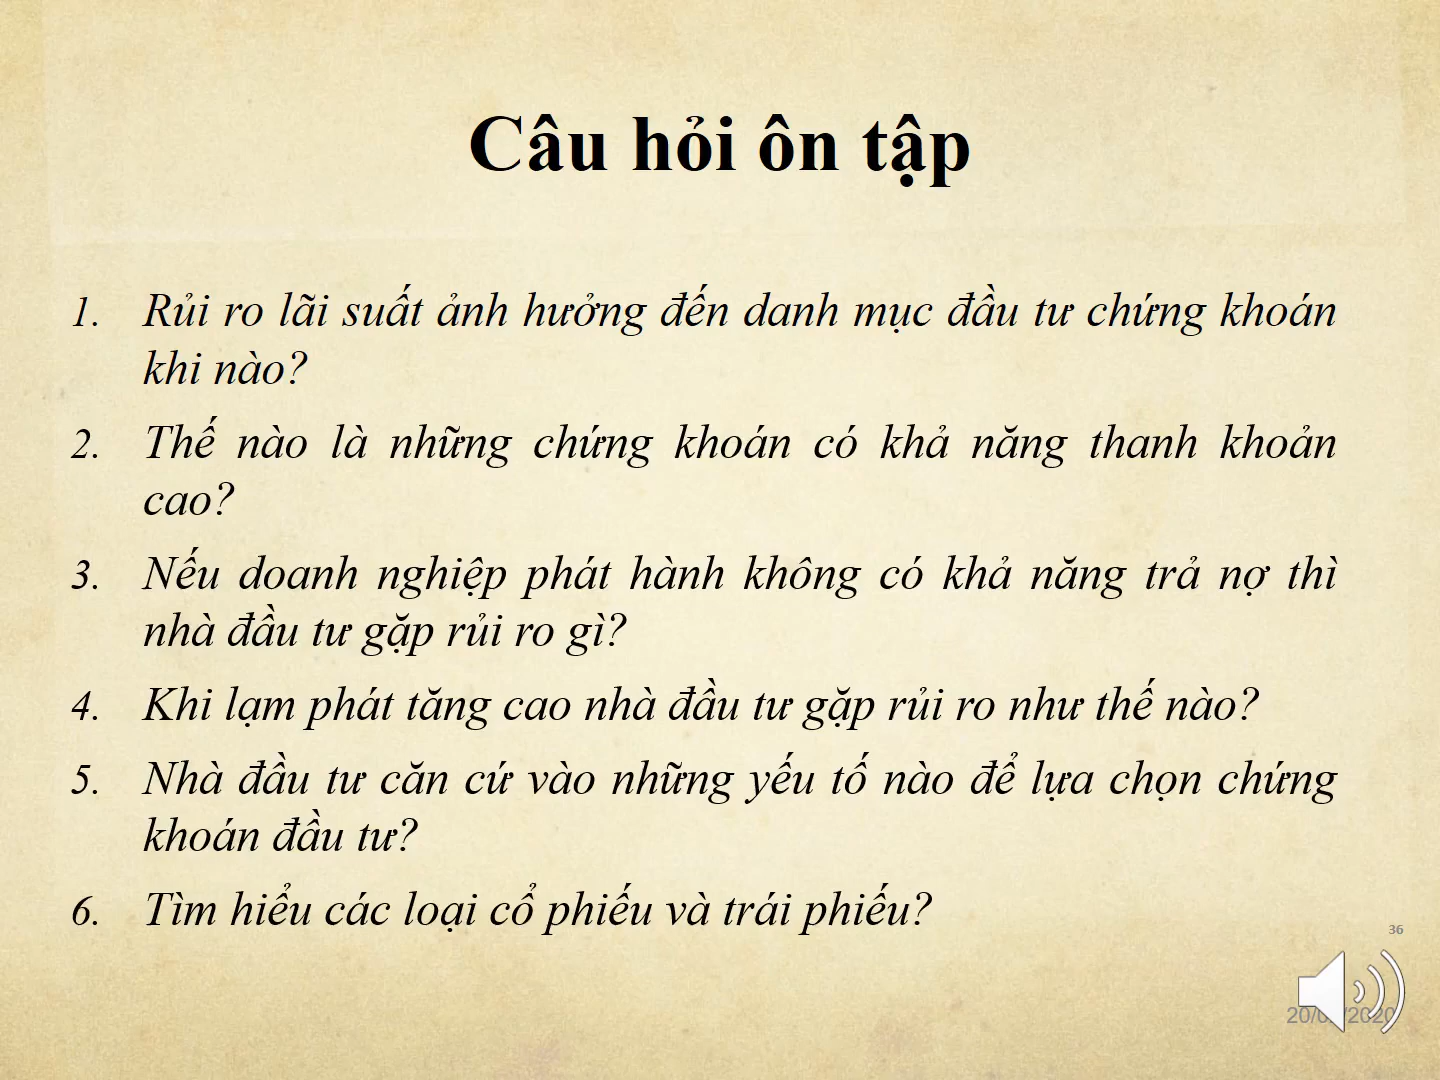 Câu hỏi ôn tập
1. Rủi ro lãi suất ảnh hưởng đến danh mục đầu tư chứng khoán
khi nào?
2. Thế nào là những chứng khoán có khả năng thanh khoản
cao?
3. Nếu doanh nghiệp phát hành không có khả năng trả nợ thì
nhà đầu tư gặp rủi ro gì?
4. Khi lạm phát tăng cao nhà đầu tư gặp rủi ro như thế nào?
5. Nhà đầu tư căn cứ vào những yếu tố nào để lựa chọn chứng
khoán đầu tư?
6. Tìm hiểu các loại cổ phiếu và trái phiếu?
36